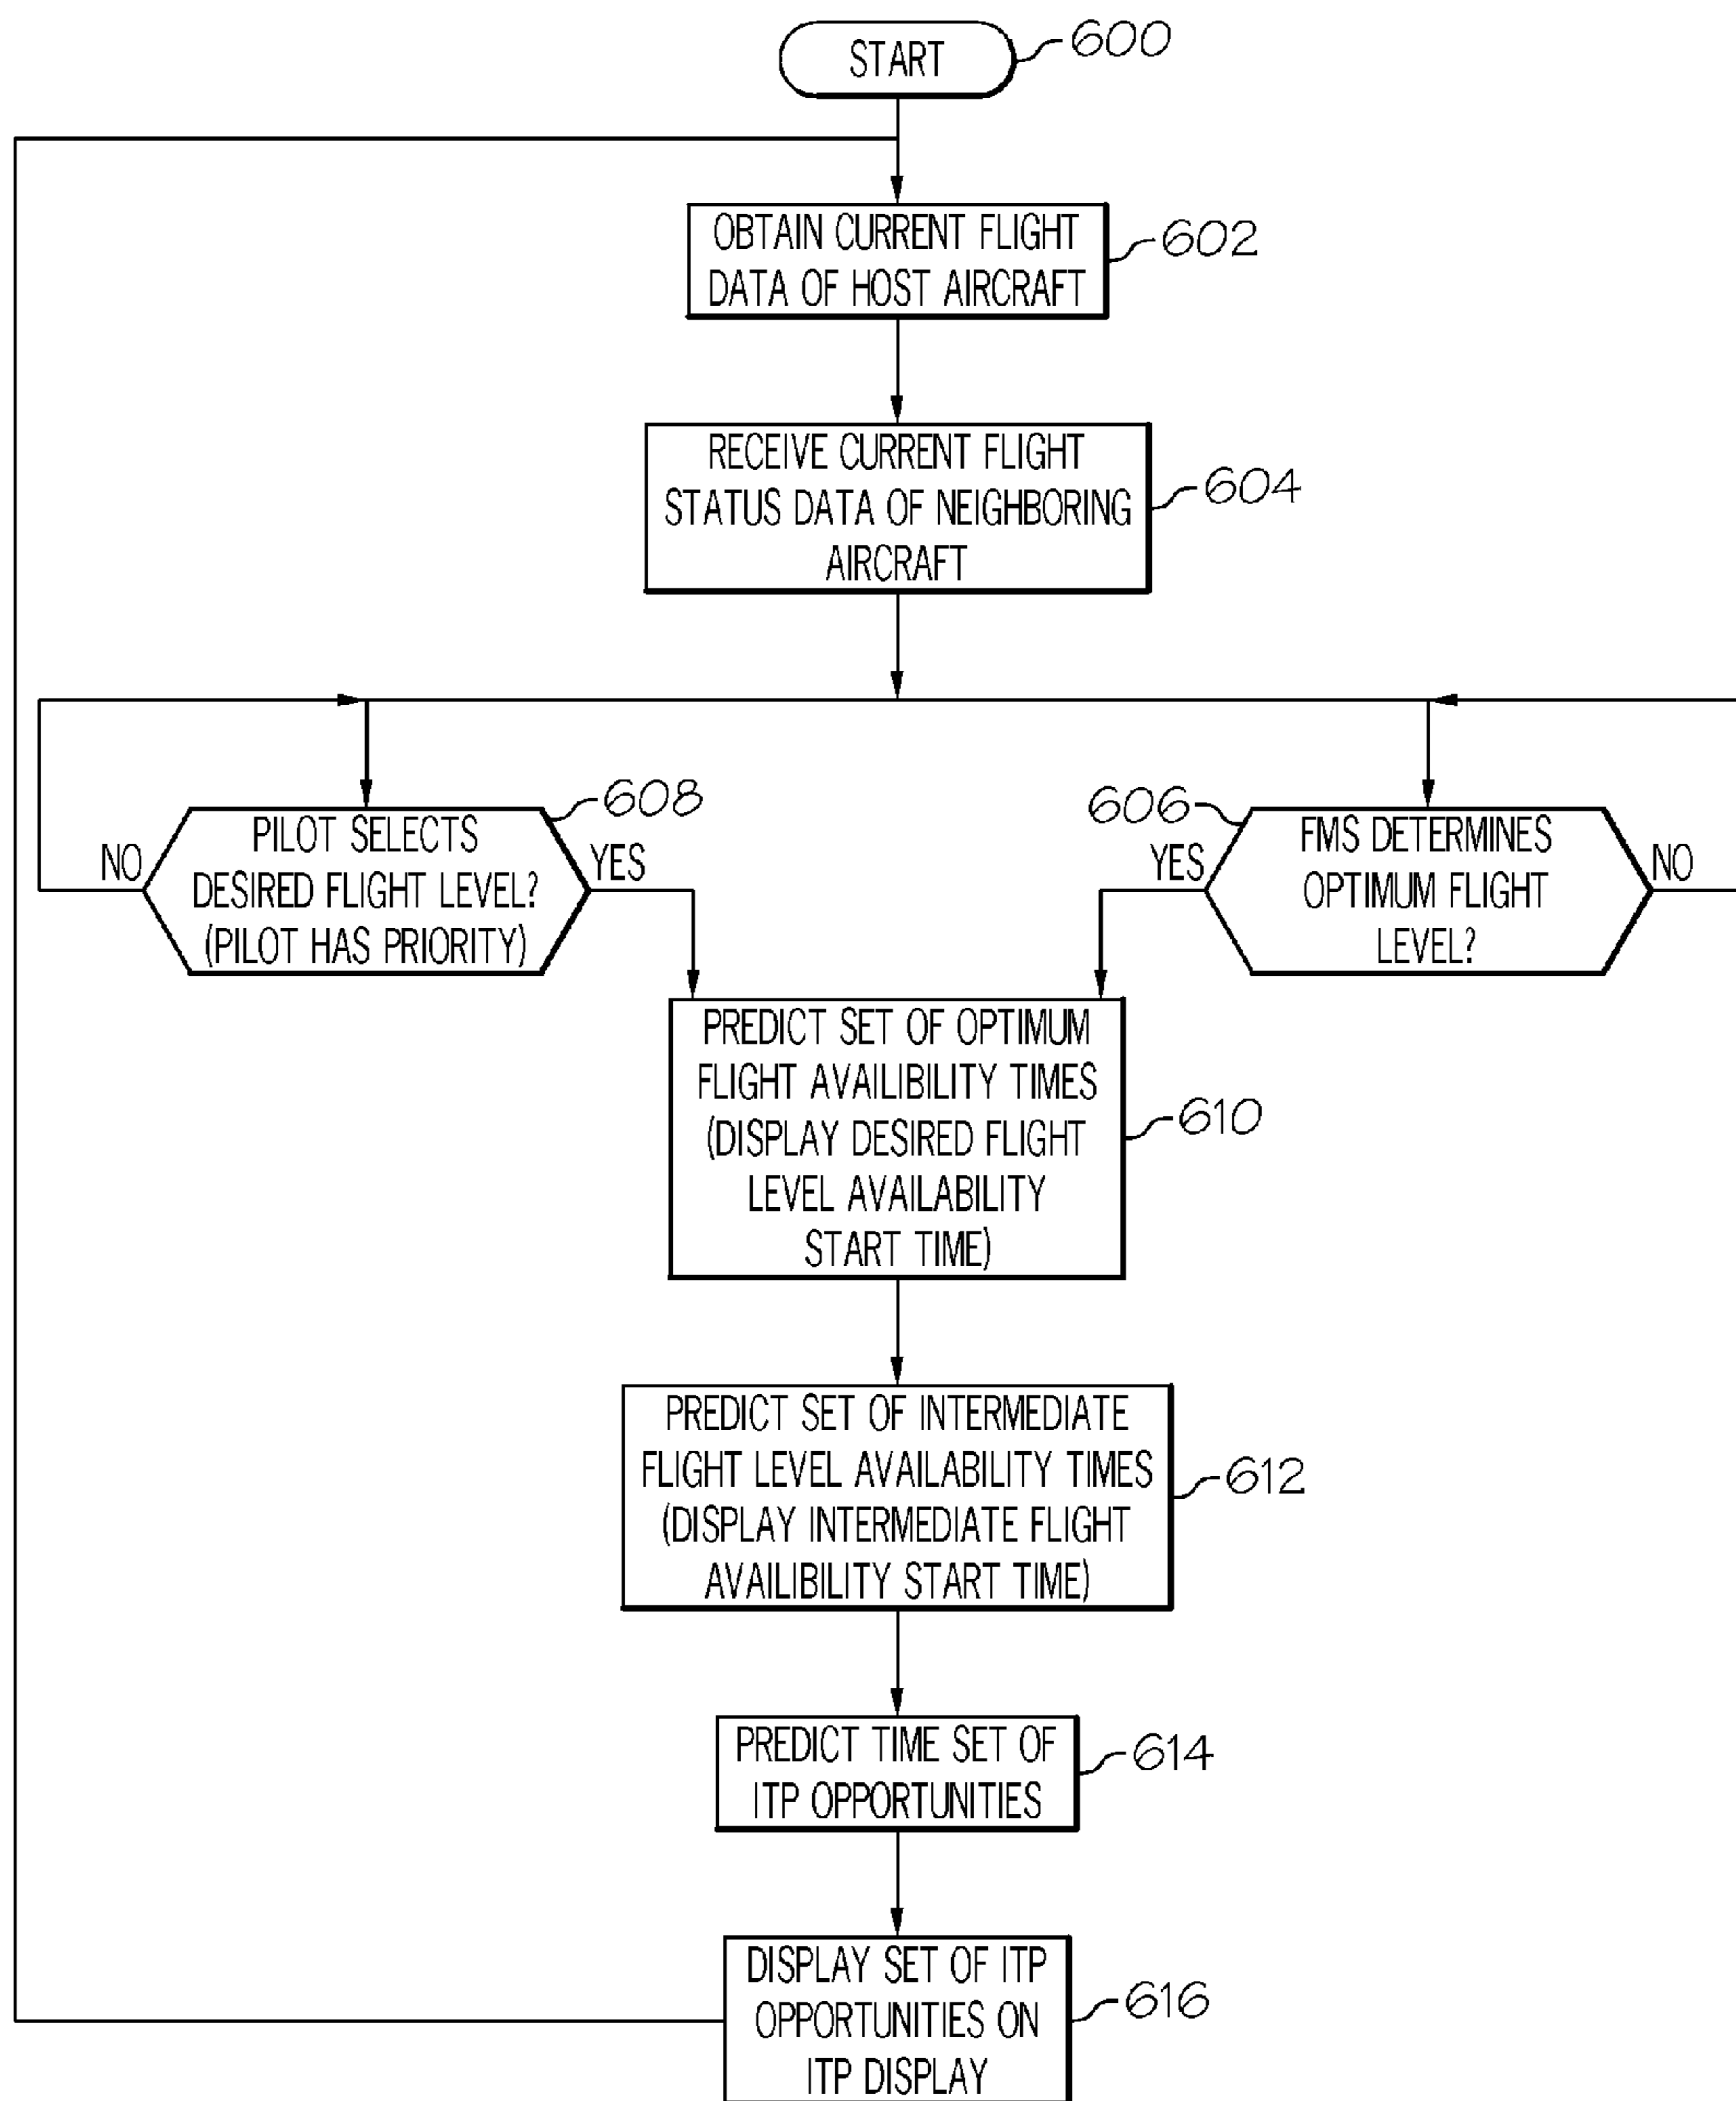 START
600
OBTAIN CURRENT FLIGHT
DATA OF HOST AIRCRAFT
602
RECEIVE CURRENT FLIGHT
STATUS DATA OF NEIGHBORING
AIRCRAFT
604
PILOT SELECTS
DESIRED FLIGHT LEVEL?
(PILOT HAS PRIORITY)
608
NO
YES
FMS DETERMINES
OPTIMUM FLIGHT
LEVEL?
606
YES
NO
PREDICT SET OF OPTIMUM
FLIGHT AVAILIBILITY TIMES
(DISPLAY DESIRED FLIGHT
LEVEL AVAILABILITY
START TIME)
610
PREDICT SET OF INTERMEDIATE
FLIGHT LEVEL AVAILABILITY TIMES
(DISPLAY INTERMEDIATE FLIGHT
AVAILIBILITY START TIME)
612
PREDICT TIME SET OF
ITP OPPORTUNITIES
614
DISPLAY SET OF ITP
OPPORTUNITIES ON
ITP DISPLAY
616